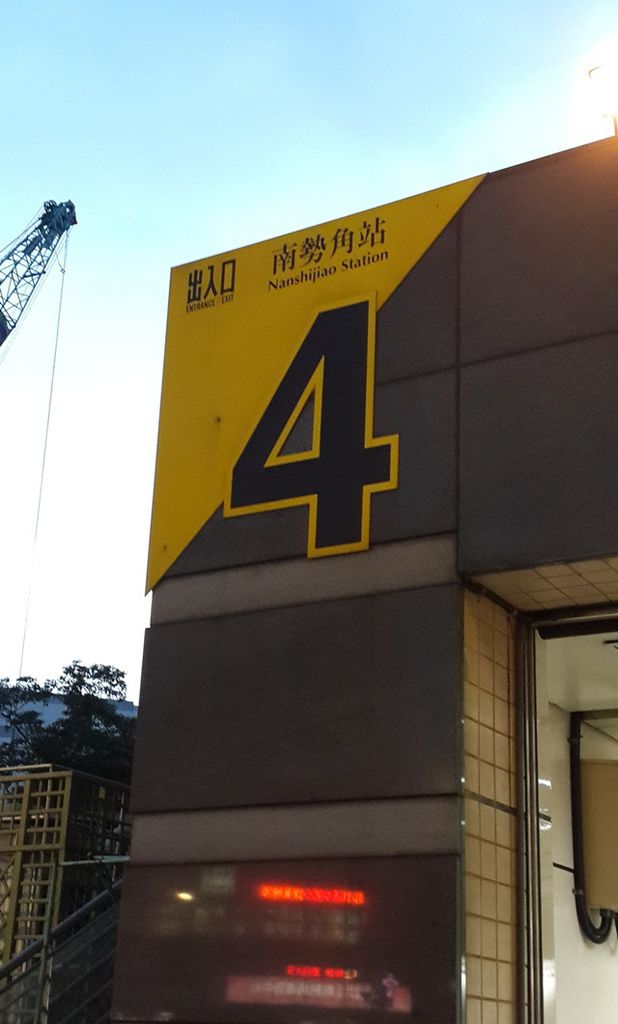 出入口
ENTRANCE / EXIT
南勢角站
Nanshijiao Station
4